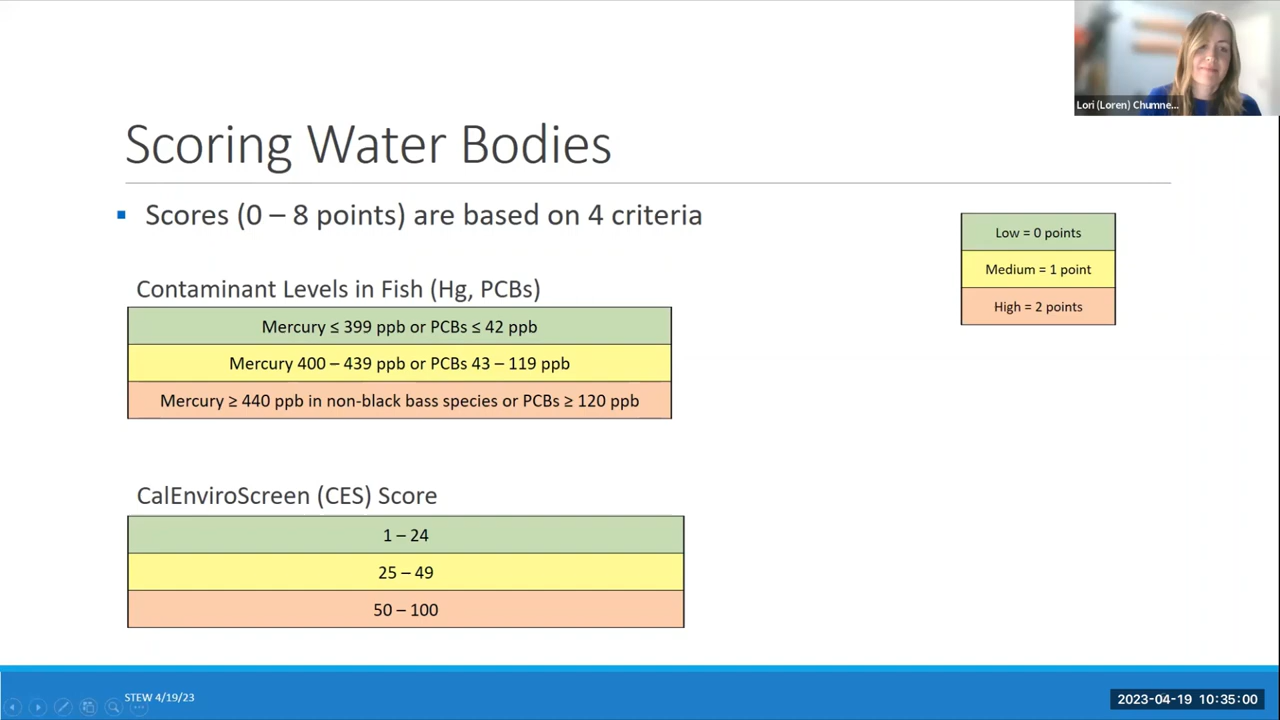 Lori (Loren) Chumne...
Scoring Water Bodies
▪ Scores (0 – 8 points) are based on 4 criteria
Low = 0 points
Medium = 1 point
High = 2 points
Contaminant Levels in Fish (Hg, PCBs)
Mercury ≤ 399 ppb or PCBs ≤ 42 ppb
Mercury 400 – 439 ppb or PCBs 43 – 119 ppb
Mercury ≥ 440 ppb in non-black bass species or PCBs ≥ 120 ppb
CalEnviroScreen (CES) Score
1 – 24
25 – 49
50 – 100
STEW 4/19/23
2023-04-19 10:35:00